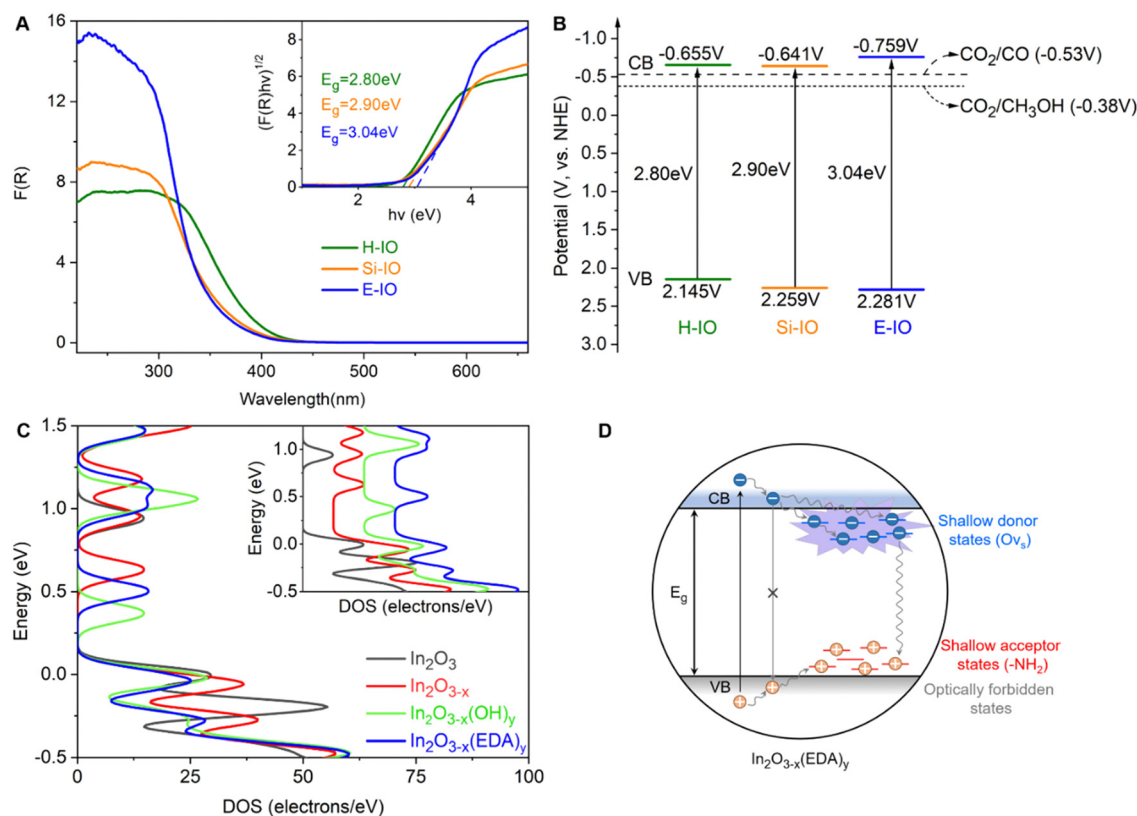 A
16
12
8
4
0
F(R)
300
400
500
600
Wavelength(nm)
H-IO
Si-IO
E-IO
(F(R)hν)1/2
8
6
4
2
0
2
4
hν (eV)
Eg=2.80eV
Eg=2.90eV
Eg=3.04eV
B
Potential (V, vs. NHE)
-1.0
-0.5
0.0
0.5
1.0
1.5
2.0
2.5
3.0
CB
VB
-0.655V
-0.641V
-0.759V
CO2/CO (-0.53V)
CO2/CH3OH (-0.38V)
2.80eV
2.90eV
3.04eV
2.145V
2.259V
2.281V
H-IO
Si-IO
E-IO
C
1.5
1.0
0.5
0.0
-0.5
Energy (eV)
0
25
50
75
100
DOS (electrons/eV)
1.0
0.5
0.0
-0.5
Energy (eV)
DOS (electrons/eV)
In2O3
In2O3-x
In2O3-x(OH)y
In2O3-x(EDA)y
D
CB
Eg
VB
Shallow donor
states (Ovs)
Shallow acceptor
states (-NH2)
Optically forbidden
states
In2O3-x(EDA)y